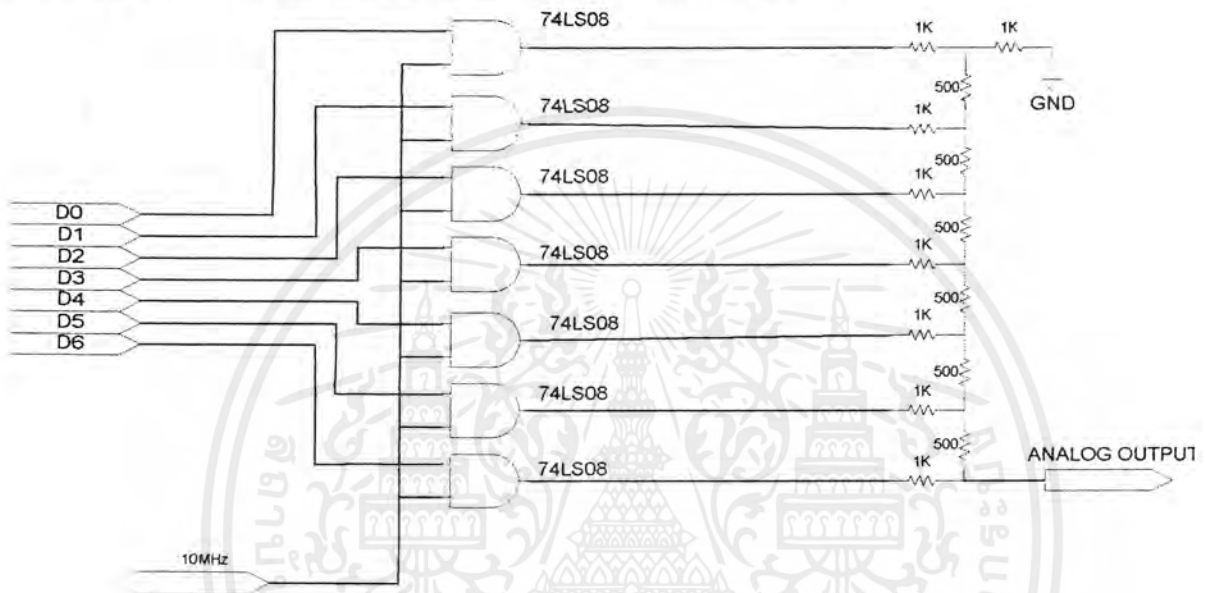 74LS08
1K
1K
500
GND
74LS08
1K
500
74LS08
1K
D0
D1
500
D2
74LS08
1K
D3
D4
500
D5
74LS08
1K
D6
500
74LS08
1K
500
ANALOG OUTPUT
74LS08
1K
10MHz